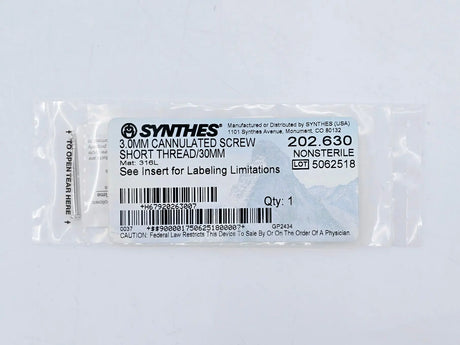 SYNTHES®
Manufactured or Distributed by SYNTHES (USA)
1101 Synthes Avenue, Monument, CO 80132
3.0MM CANNULATED SCREW
SHORT THREAD/30MM
202.630
NONSTERILE
Mat: 316L
LOT 5062518
See Insert for Labeling Limitations
Qty: 1
*H67920263007
0037
*$$9000017506251800007*
GP2434
CAUTION: Federal Law Restricts This Device To Sale By Or On The Order Of A Physician.
TO OPEN TEAR HERE